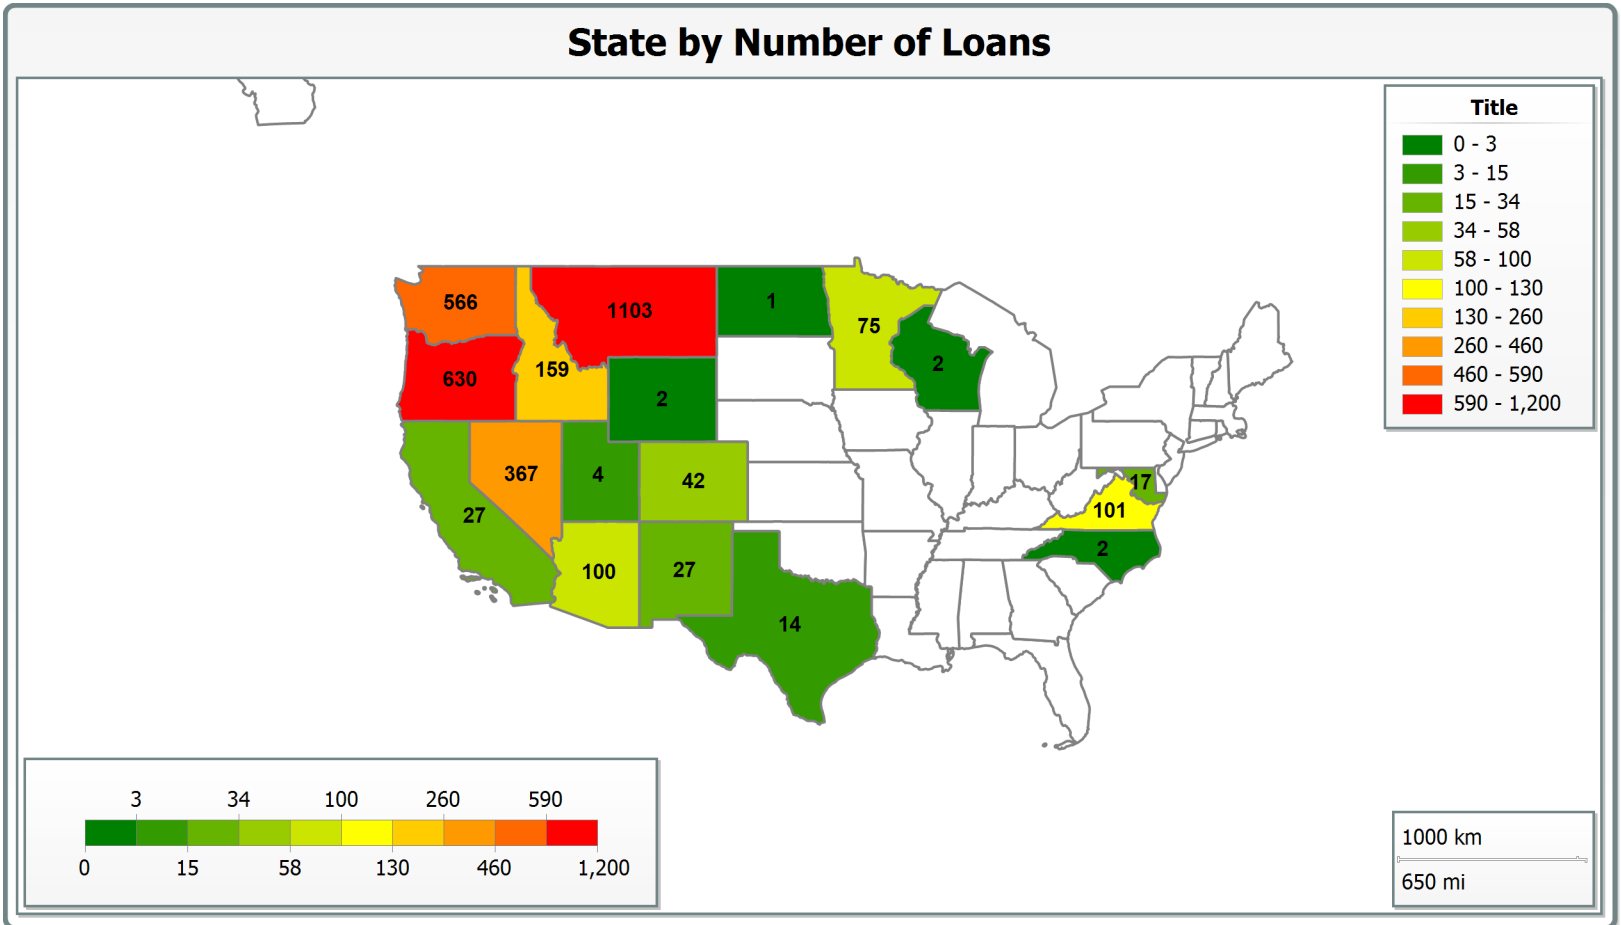 State by Number of Loans
Title
0 - 3
3 - 15
15 - 34
34 - 58
58 - 100
100 - 130
130 - 260
260 - 460
460 - 590
590 - 1,200
566
1103
1
75
2
630
159
2
367
4
42
27
100
27
14
17
101
2
3 34 100 260 590
0 15 58 130 460 1,200
1000 km
650 mi